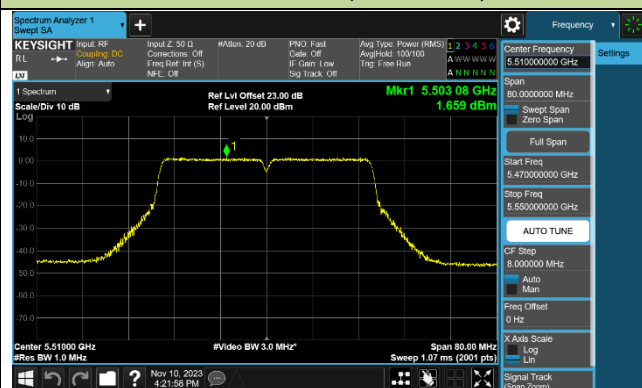 Spectrum Analyzer 1
Swept SA
Frequency
KEYSIGHT
RL
Input: RF
Coupling: DC
Align: Auto
Input Z: 50 Ω
Corrections: Off
Freq Ref: Int (S)
NFE: Off
#Atten: 20 dB
PNO: Fast
Gate: Off
IF Gain: Low
Sig Track: Off
Avg Type: Power (RMS)
Avg|Hold: 100/100
Trig: Free Run
1 2 3 4 5 6
A W W W W W
A N N N N N
LXI
1 Spectrum
Scale/Div 10 dB
Log
Ref Lvl Offset 23.00 dB
Ref Level 20.00 dBm
Mkr1 5.503 08 GHz
1.659 dBm
10.0
0.00
-10.0
-20.0
-30.0
-40.0
-50.0
-60.0
-70.0
1
Center 5.51000 GHz
#Res BW 1.0 MHz
#Video BW 3.0 MHz*
Span 80.00 MHz
Sweep 1.07 ms (2001 pts)
Nov 10, 2023
4:21:58 PM
Center Frequency
5.510000000 GHz
Settings
Span
80.0000000 MHz
Swept Span
Zero Span
Full Span
Start Freq
5.470000000 GHz
Stop Freq
5.550000000 GHz
AUTO TUNE
CF Step
8.000000 MHz
Auto
Man
Freq Offset
0 Hz
X Axis Scale
Log
Lin
Signal Track
(Span Zoom)